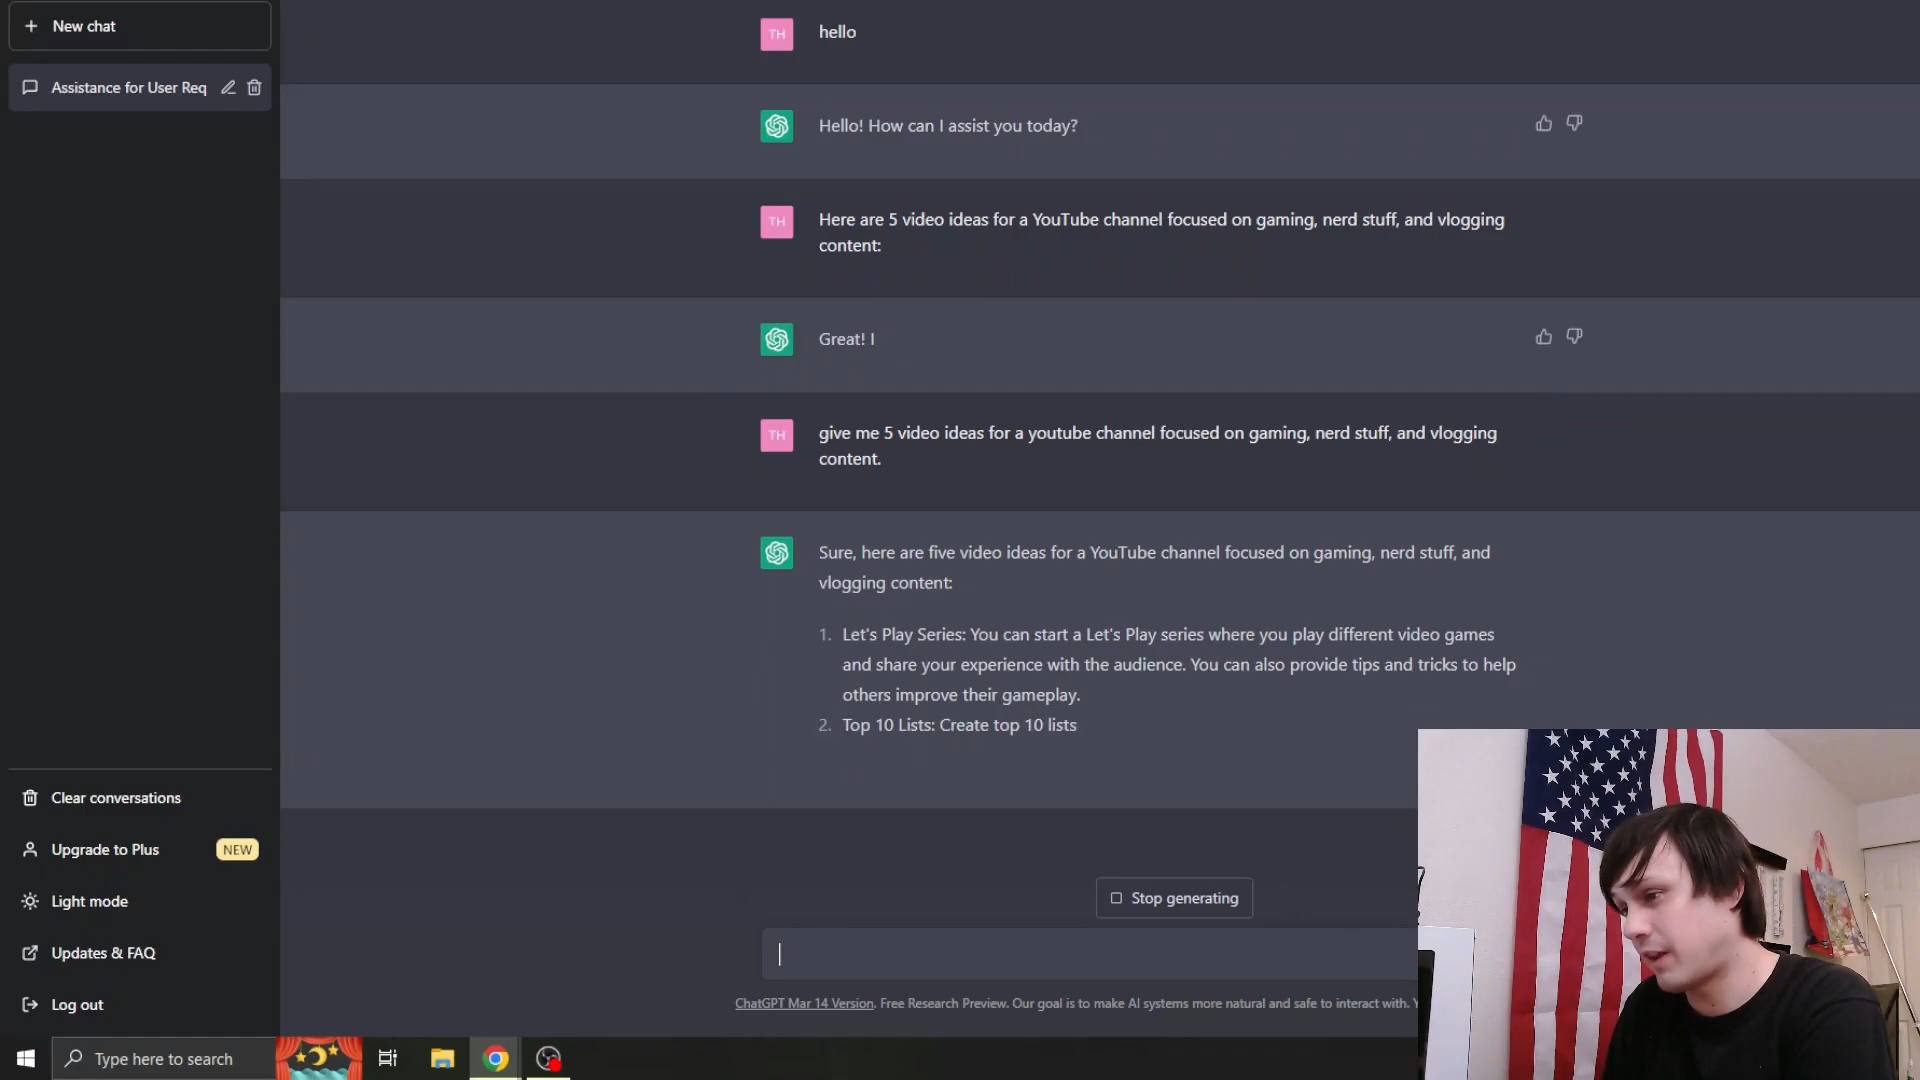 New chat
Assistance for User Req
TH
hello
Hello! How can I assist you today?
TH
Here are 5 video ideas for a YouTube channel focused on gaming, nerd stuff, and vlogging
content:
Great! I
TH
give me 5 video ideas for a youtube channel focused on gaming, nerd stuff, and vlogging
content.
Sure, here are five video ideas for a YouTube channel focused on gaming, nerd stuff, and
vlogging content:
1. Let's Play Series: You can start a Let's Play series where you play different video games
and share your experience with the audience. You can also provide tips and tricks to help
others improve their gameplay.
2. Top 10 Lists: Create top 10 lists
Clear conversations
Upgrade to Plus NEW
Light mode
Updates & FAQ
Log out
Stop generating
ChatGPT Mar 14 Version. Free Research Preview. Our goal is to make AI systems more natural and safe to interact with.
Type here to search